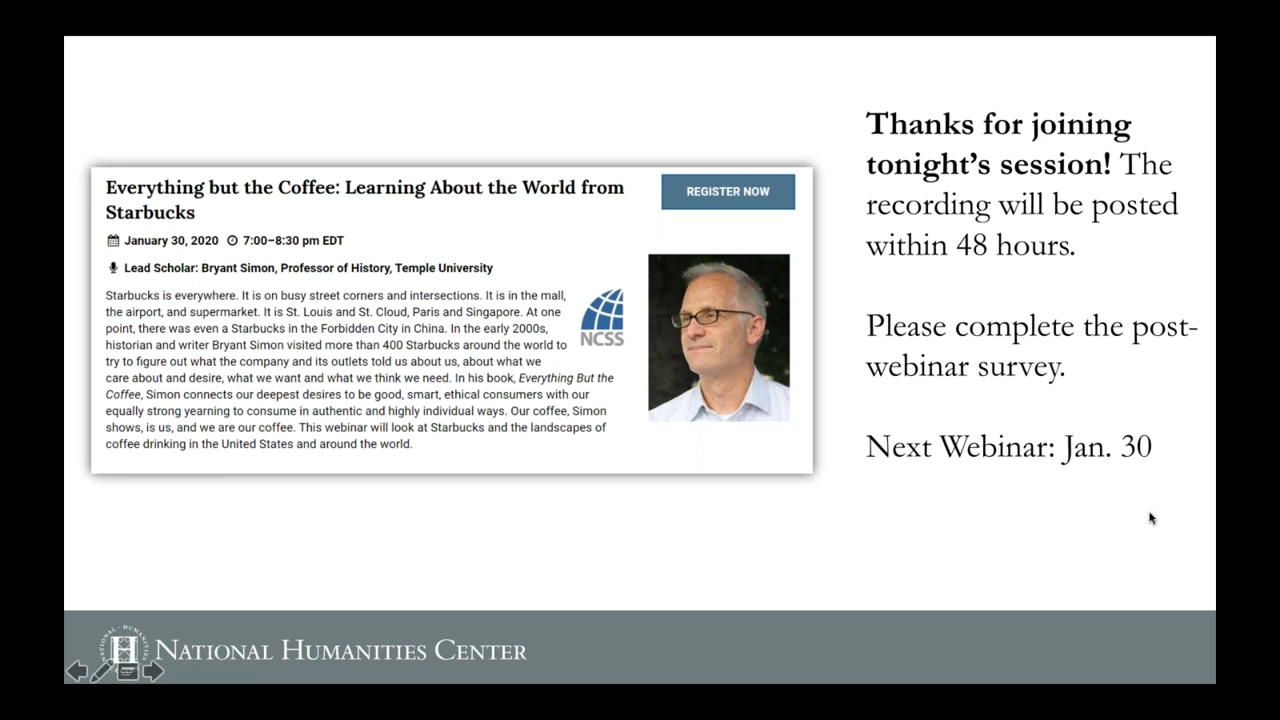 Everything but the Coffee: Learning About the World from
Starbucks
REGISTER NOW
January 30, 2020 7:00–8:30 pm EDT
Lead Scholar: Bryant Simon, Professor of History, Temple University
Starbucks is everywhere. It is on busy street corners and intersections. It is in the mall,
the airport, and supermarket. It is St. Louis and St. Cloud, Paris and Singapore. At one
point, there was even a Starbucks in the Forbidden City in China. In the early 2000s,
historian and writer Bryant Simon visited more than 400 Starbucks around the world to
try to figure out what the company and its outlets told us about us, about what we
care about and desire, what we want and what we think we need. In his book, Everything But the
Coffee, Simon connects our deepest desires to be good, smart, ethical consumers with our
equally strong yearning to consume in authentic and highly individual ways. Our coffee, Simon
shows, is us, and we are our coffee. This webinar will look at Starbucks and the landscapes of
coffee drinking in the United States and around the world.
NCSS
Thanks for joining
tonight's session! The
recording will be posted
within 48 hours.
Please complete the post-
webinar survey.
Next Webinar: Jan. 30
NATIONAL HUMANITIES CENTER